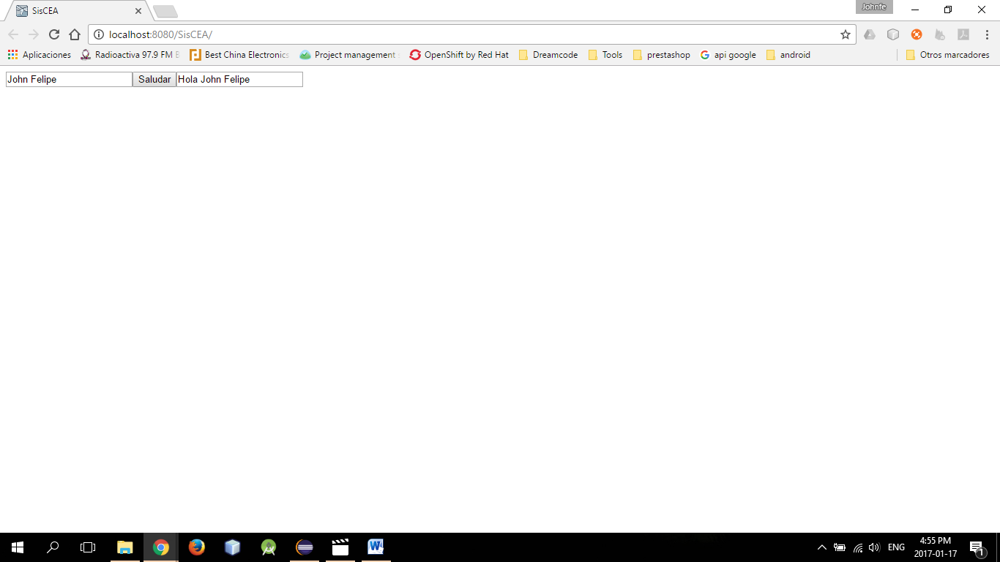 SisCEA
Johnfe
localhost:8080/SisCEA/
Aplicaciones Radioactiva 97.9 FM B Best China Electronics Project management s OpenShift by Red Hat Dreamcode Tools prestashop api google android Otros marcadores
John Felipe Saludar Hola John Felipe
ENG 4:55 PM
2017-01-17 1